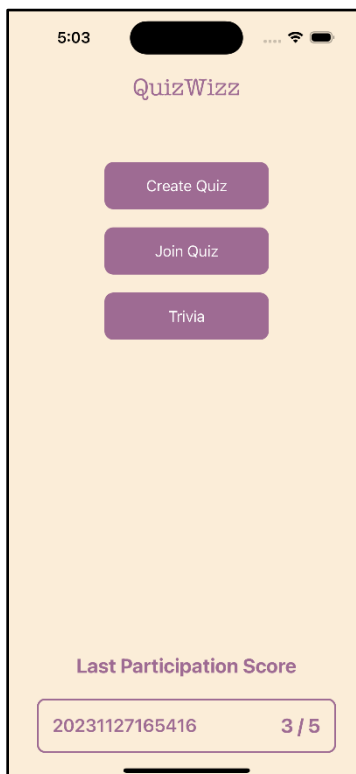 5:03
QuizWizz
Create Quiz
Join Quiz
Trivia
Last Participation Score
20231127165416 3 / 5